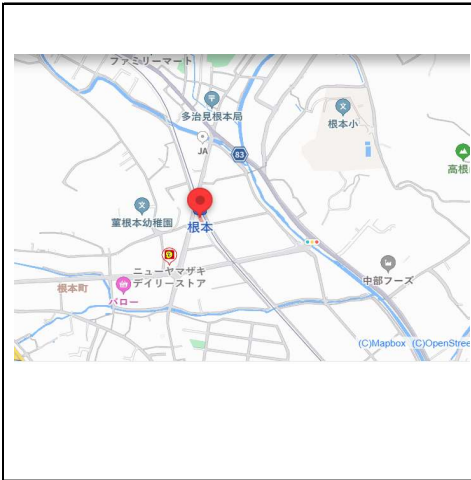 ファミリーマート
多治見根本局
根本小
JA
83
高根
菫根本幼稚園
根本
ニューヤマザキ
デイリーストア
中部フーズ
根本町
バロー
(C)Mapbox (C)OpenStree